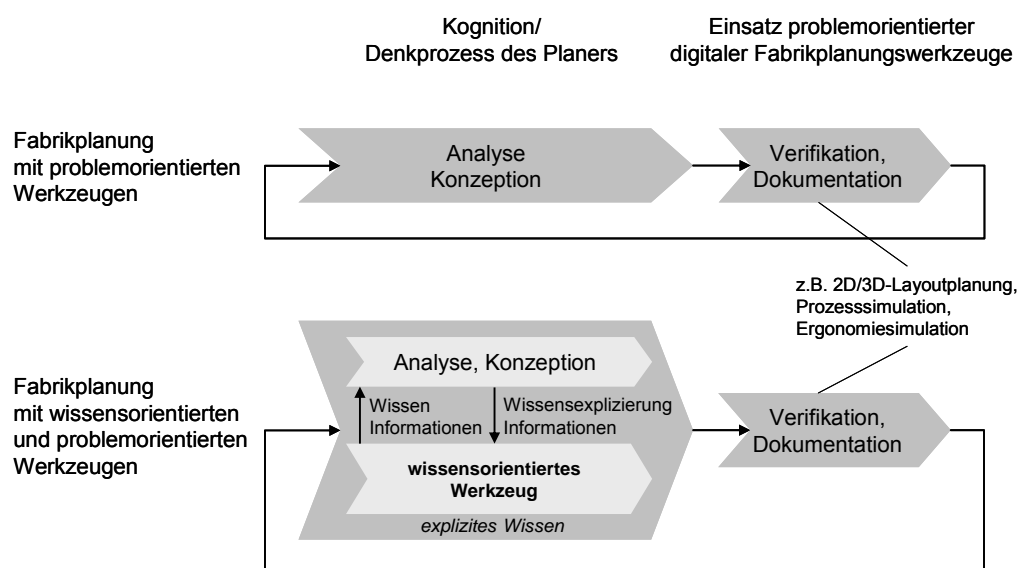 Kognition/
Denkprozess des Planers
Einsatz problemorientierter
digitaler Fabrikplanungswerkzeuge
Fabrikplanung
mit problemorientierten
Werkzeugen
Analyse
Konzeption
Verifikation,
Dokumentation
z.B. 2D/3D-Layoutplanung,
Prozesssimulation,
Ergonomiesimulation
Fabrikplanung
mit wissensorientierten
und problemorientierten
Werkzeugen
Analyse, Konzeption
Wissen
Informationen
Wissensexplizierung
Informationen
wissensorientiertes
Werkzeug
explizites Wissen
Verifikation,
Dokumentation